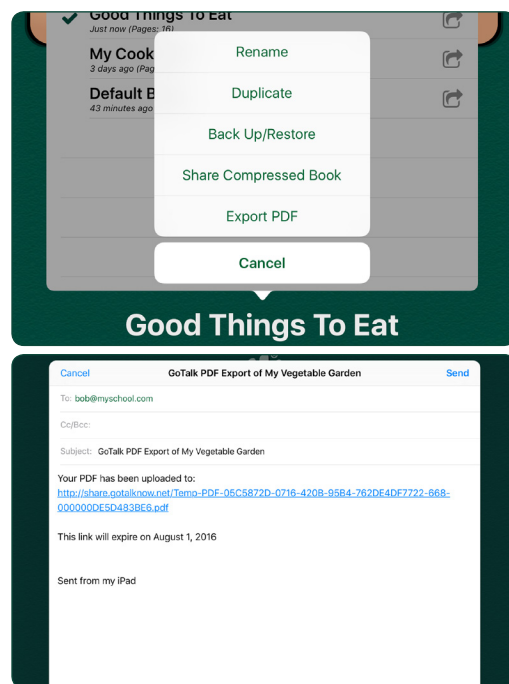 Good Things To Eat
Just now (Pages: 16)
My Cook
3 days ago (Pag
Default B
43 minutes ago
Rename
Duplicate
Back Up/Restore
Share Compressed Book
Export PDF
Cancel
Good Things To Eat
Cancel GoTalk PDF Export of My Vegetable Garden Send
To: bob@myschool.com
Cc/Bcc:
Subject: GoTalk PDF Export of My Vegetable Garden
Your PDF has been uploaded to:
http://share.gotalknow.net/Temp-PDF-05C5872D-0716-420B-95B4-762DE4DF7722-668-
000000DE5D483BE6.pdf
This link will expire on August 1, 2016
Sent from my iPad